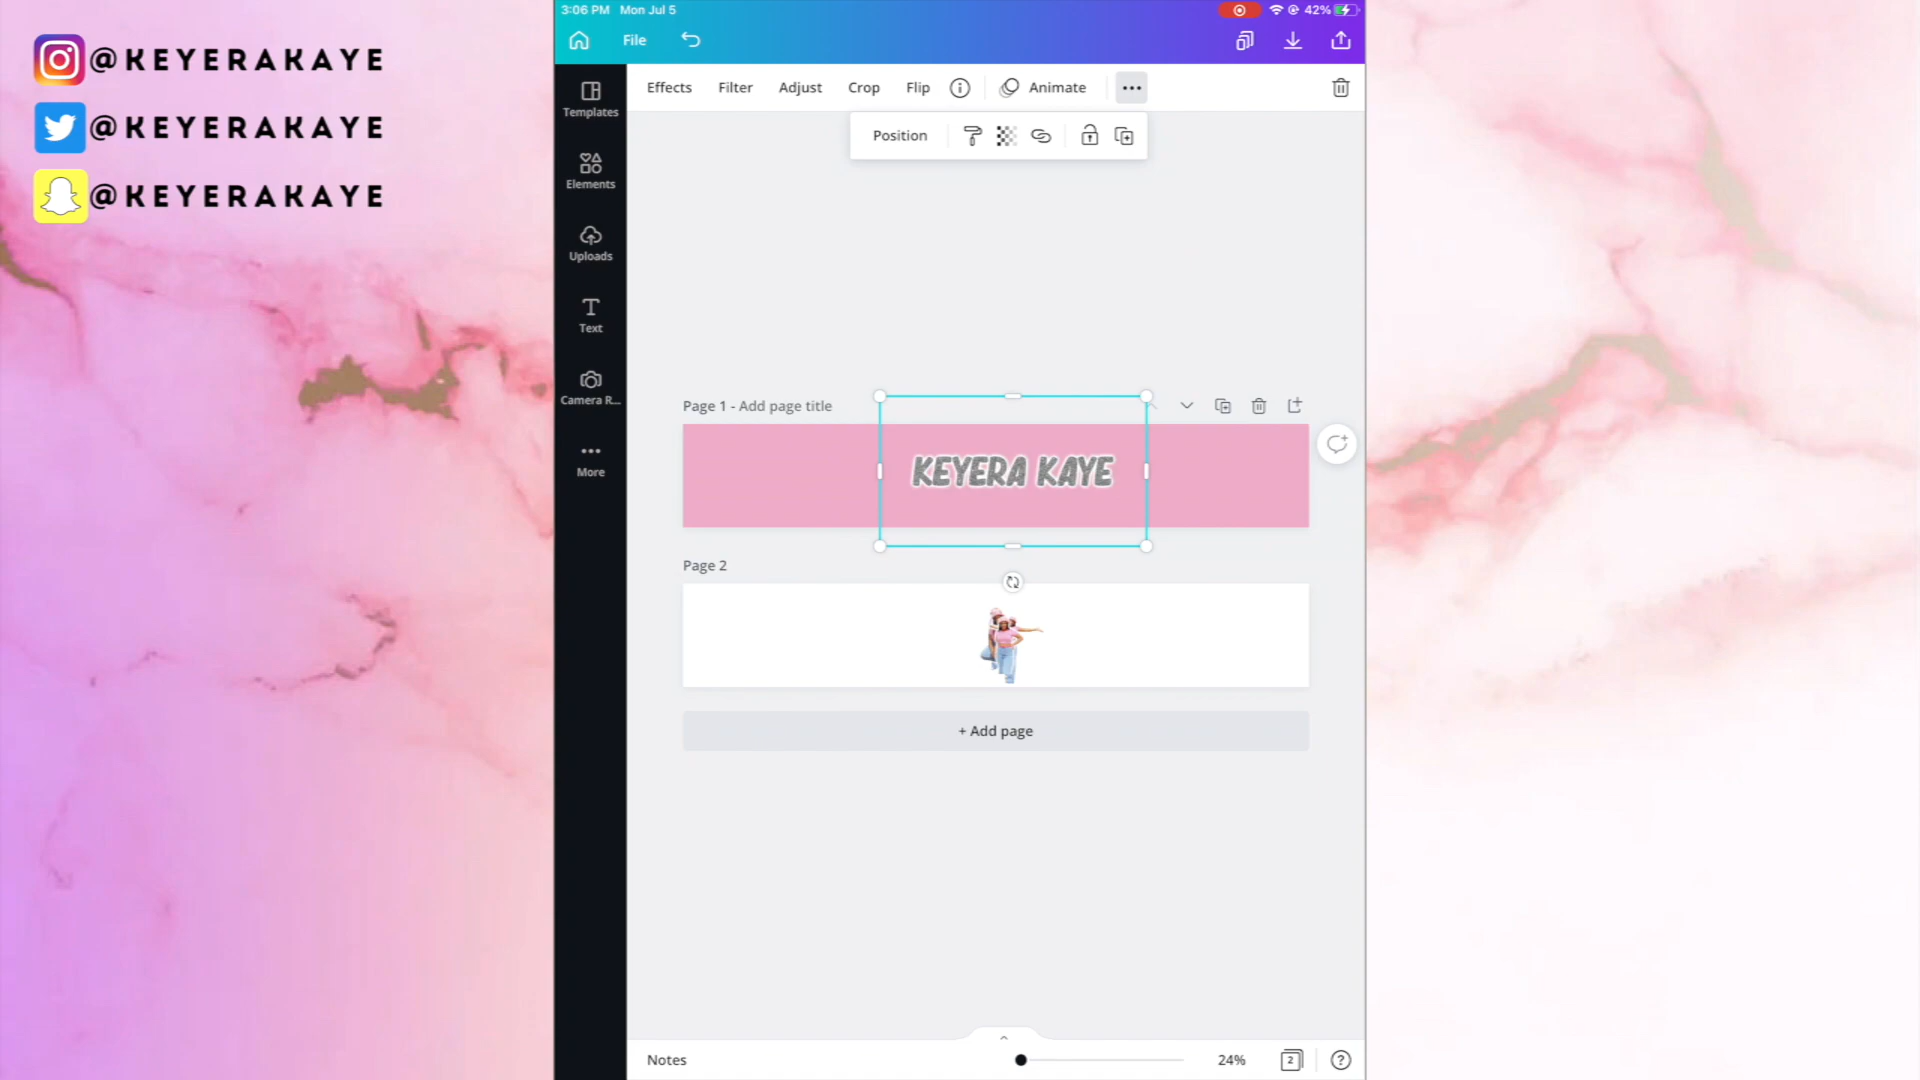 @KEYERAKAYE
@KEYERAKAYE
@KEYERAKAYE
3:06 PM Mon Jul 5
42%
File
Effects Filter Adjust Crop Flip Animate
Position
Templates
Elements
Uploads
Text
Camera R...
More
Page 1 - Add page title
KEYERA KAYE
Page 2
+ Add page
Notes
24%
2